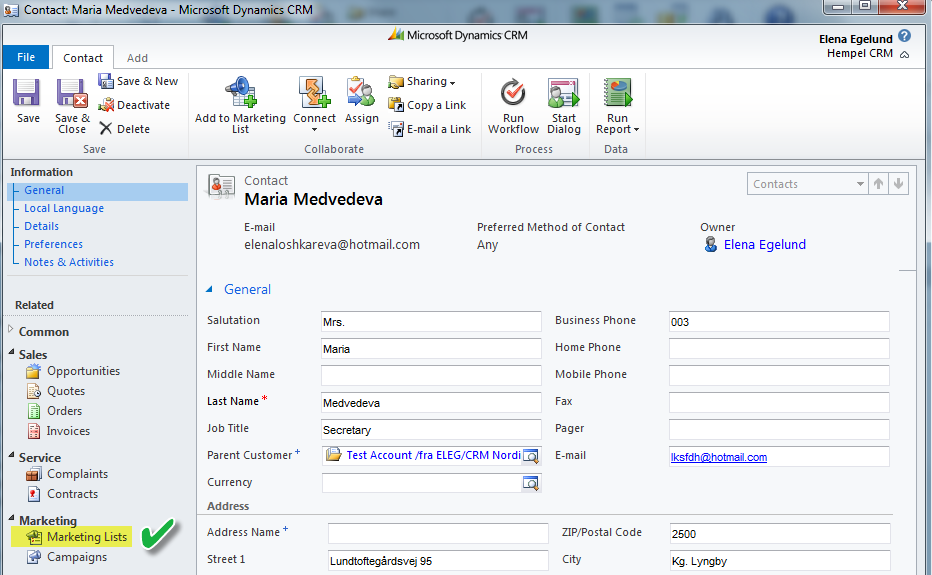 Contact: Maria Medvedeva - Microsoft Dynamics CRM
Microsoft Dynamics CRM
Elena Egelund
Hempel CRM
File Contact Add
Save
Save & Close
Save & New
Deactivate
Delete
Save
Add to Marketing List
Connect
Assign
Sharing
Copy a Link
E-mail a Link
Collaborate
Run Workflow
Start Dialog
Process
Run Report
Data
Information
General
Local Language
Details
Preferences
Notes & Activities
Related
Common
Sales
Opportunities
Quotes
Orders
Invoices
Service
Complaints
Contracts
Marketing
Marketing Lists
Campaigns
Contact
Maria Medvedeva
Contacts
E-mail
elenaloshkareva@hotmail.com
Preferred Method of Contact
Any
Owner
Elena Egelund
General
Salutation Mrs. Business Phone 003
First Name Maria Home Phone
Middle Name Mobile Phone
Last Name * Medvedeva Fax
Job Title Secretary Pager
Parent Customer + Test Account /fra ELEG/CRM Nordi E-mail lksfdh@hotmail.com
Currency
Address
Address Name + ZIP/Postal Code 2500
Street 1 Lundtoftegårdsvej 95 City Kg. Lyngby